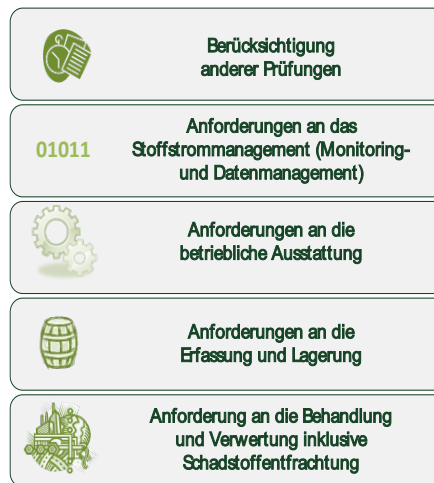 Berücksichtigung
anderer Prüfungen
01011
Anforderungen an das
Stoffstrommanagement (Monitoring-
und Datenmanagement)
Anforderungen an die
betriebliche Ausstattung
Anforderungen an die
Erfassung und Lagerung
Anforderung an die Behandlung
und Verwertung inklusive
Schadstoffentfrachtung